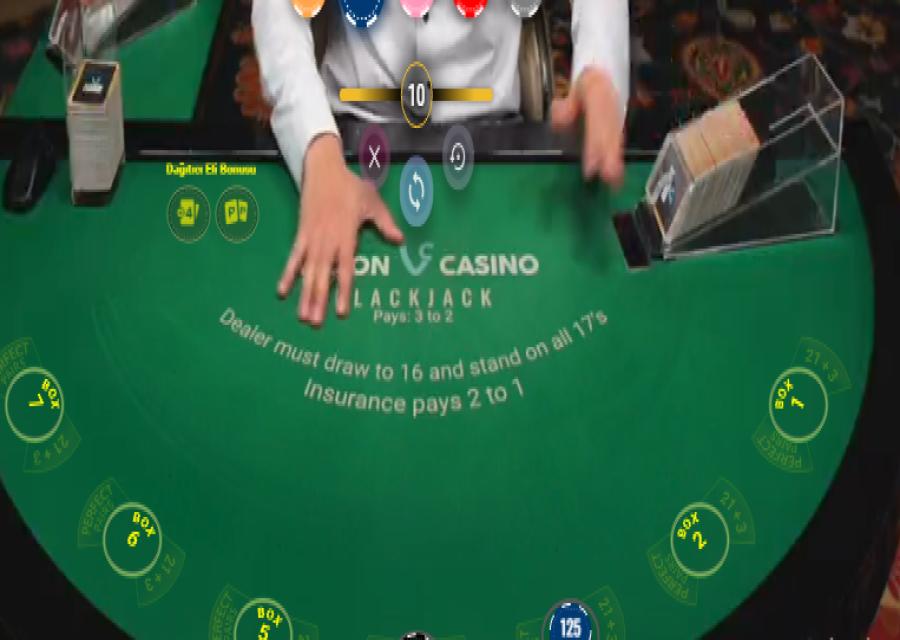 10
Dağıtıcı Eli Bonusu
ON CASINO
LACKJACK
Pays: 3 to 2
Dealer must draw to 16 and stand on all 17's
Insurance pays 2 to 1
PERFECT PAIRS
BOX 7
21+3
21+3
BOX 1
PERFECT PAIRS
PERFECT PAIRS
BOX 6
21+3
21+3
BOX 2
PERFECT PAIRS
PERFECT
BOX 5
125
21+3